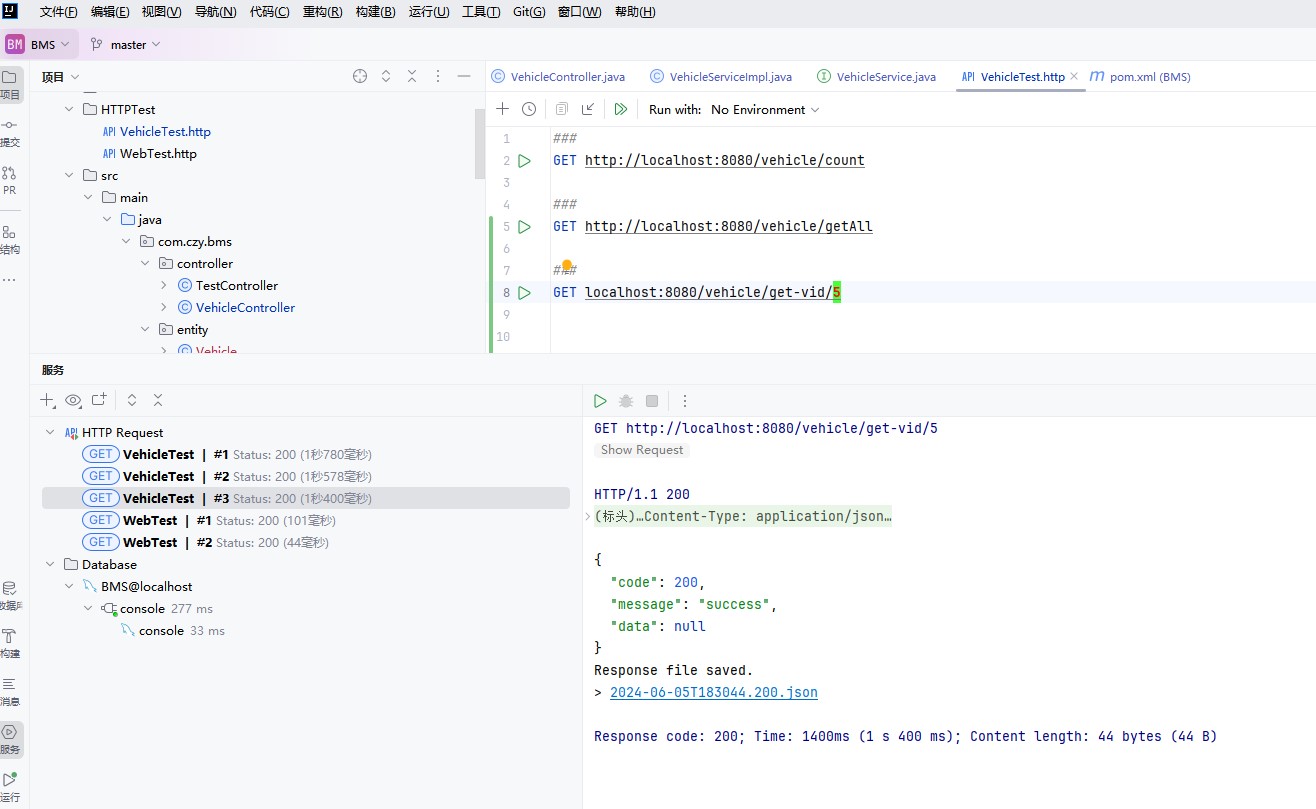 文件(F) 编辑(E) 视图(V) 导航(N) 代码(C) 重构(R) 构建(B) 运行(U) 工具(T) Git(G) 窗口(W) 帮助(H)
BM BMS master
项目
VehicleController.java VehicleServiceImpl.java VehicleService.java API VehicleTest.http pom.xml (BMS)
项目
提交
PR
结构
HTTPTest
API VehicleTest.http
API WebTest.http
src
main
java
com.czy.bms
controller
TestController
VehicleController
entity
Vehicle
Run with: No Environment
1 ###
2 GET http://localhost:8080/vehicle/count
3
4 ###
5 GET http://localhost:8080/vehicle/getAll
6
7 ###
8 GET localhost:8080/vehicle/get-vid/5
9
10
服务
API HTTP Request
GET VehicleTest | #1 Status: 200 (1秒780毫秒)
GET VehicleTest | #2 Status: 200 (1秒578毫秒)
GET VehicleTest | #3 Status: 200 (1秒400毫秒)
GET WebTest | #1 Status: 200 (101毫秒)
GET WebTest | #2 Status: 200 (44毫秒)
Database
BMS@localhost
console 277 ms
console 33 ms
数据库
构建
消息
服务
运行
GET http://localhost:8080/vehicle/get-vid/5
Show Request
HTTP/1.1 200
(标头)…Content-Type: application/json…
{
"code": 200,
"message": "success",
"data": null
}
Response file saved.
> 2024-06-05T183044.200.json
Response code: 200; Time: 1400ms (1 s 400 ms); Content length: 44 bytes (44 B)